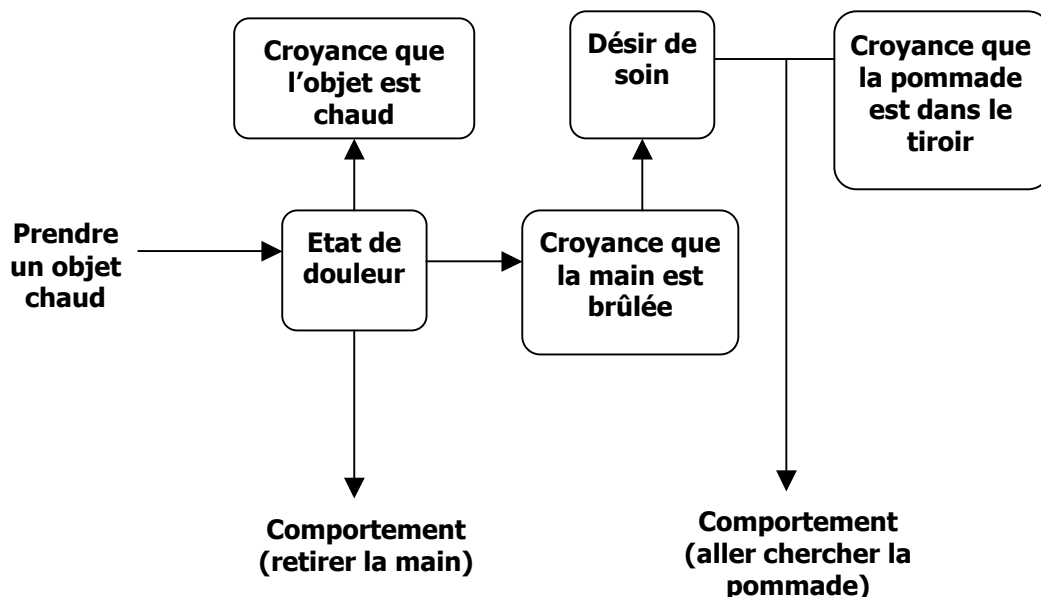 Croyance que
l'objet est
chaud
Désir de
soin
Croyance que
la pommade
est dans le
tiroir
Prendre
un objet
chaud
Etat de
douleur
Croyance que
la main est
brûlée
Comportement
(retirer la main)
Comportement
(aller chercher la
pommade)